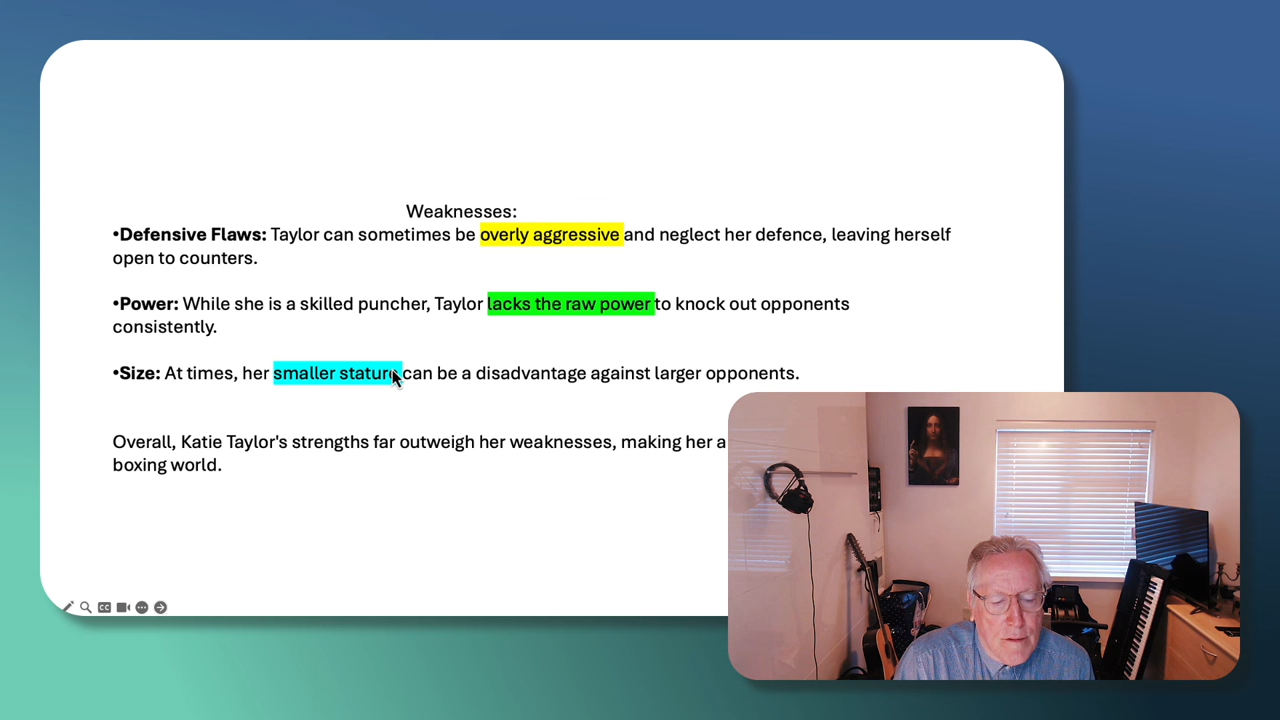 Weaknesses:
•Defensive Flaws: Taylor can sometimes be overly aggressive and neglect her defence, leaving herself
open to counters.
•Power: While she is a skilled puncher, Taylor lacks the raw power to knock out opponents
consistently.
•Size: At times, her smaller stature can be a disadvantage against larger opponents.
Overall, Katie Taylor's strengths far outweigh her weaknesses, making her a
boxing world.
CC